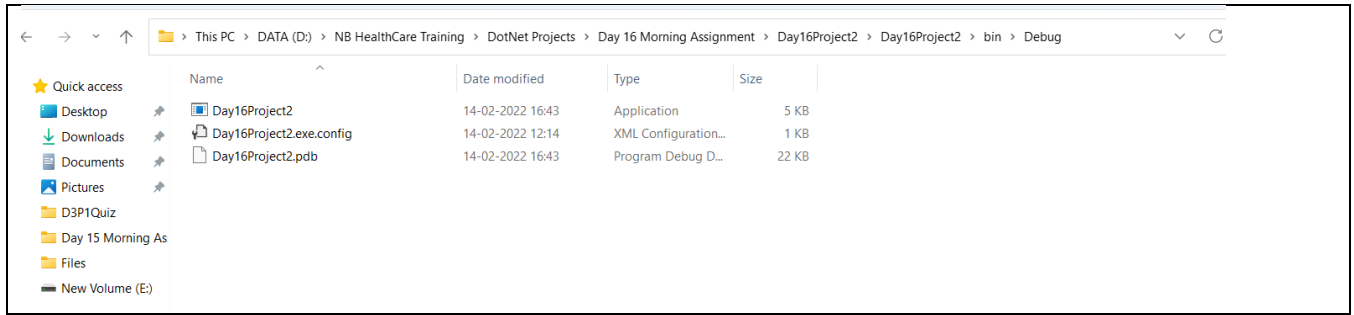 This PC > DATA (D:) > NB HealthCare Training > DotNet Projects > Day 16 Morning Assignment > Day16Project2 > Day16Project2 > bin > Debug
Quick access
Desktop
Downloads
Documents
Pictures
D3P1Quiz
Day 15 Morning As
Files
New Volume (E:)
Name Date modified Type Size
Day16Project2 14-02-2022 16:43 Application 5 KB
Day16Project2.exe.config 14-02-2022 12:14 XML Configuration... 1 KB
Day16Project2.pdb 14-02-2022 16:43 Program Debug D... 22 KB